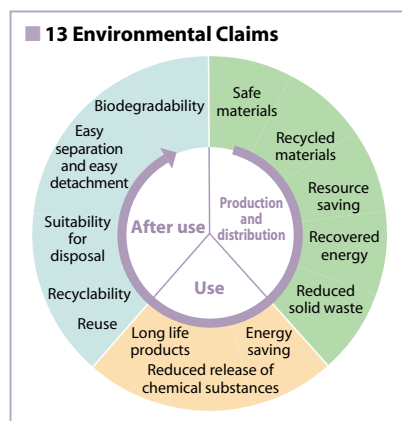 13 Environmental Claims
Safe
materials
Recycled
materials
Resource
saving
Recovered
energy
Reduced
solid waste
Energy
saving
Reduced release of
chemical substances
Long life
products
Reuse
Recyclability
Suitability
for
disposal
Easy
separation
and easy
detachment
Biodegradability
Production
and
distribution
Use
After use